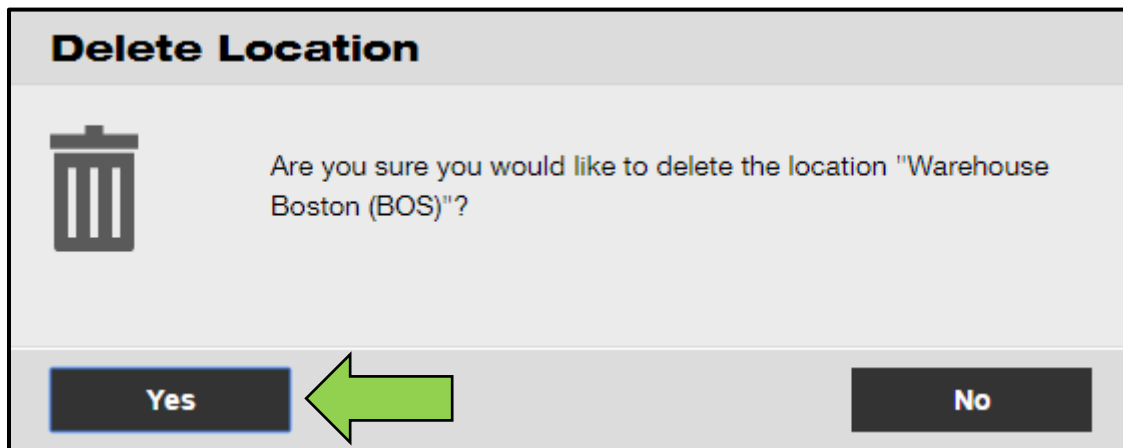 Delete Location
Are you sure you would like to delete the location "Warehouse
Boston (BOS)"?
Yes
No